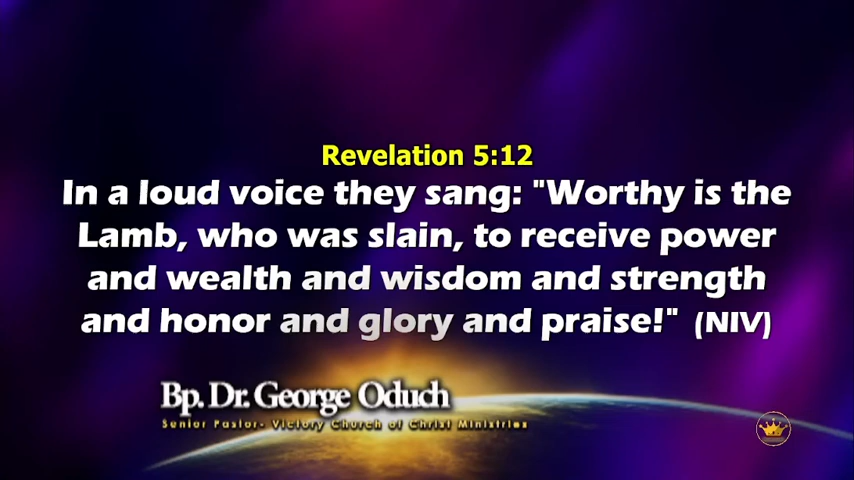 Revelation 5:12
In a loud voice they sang: "Worthy is the
Lamb, who was slain, to receive power
and wealth and wisdom and strength
and honor and glory and praise!" (NIV)
Bp. Dr. George Oduch
Senior Pastor- Victory Church of Christ Ministries